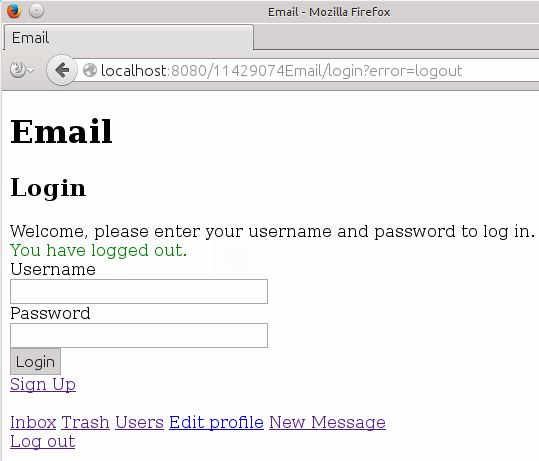 Email - Mozilla Firefox
Email
localhost:8080/11429074Email/login?error=logout
Email
Login
Welcome, please enter your username and password to log in.
You have logged out.
Username
Password
Login
Sign Up
Inbox Trash Users Edit profile New Message
Log out